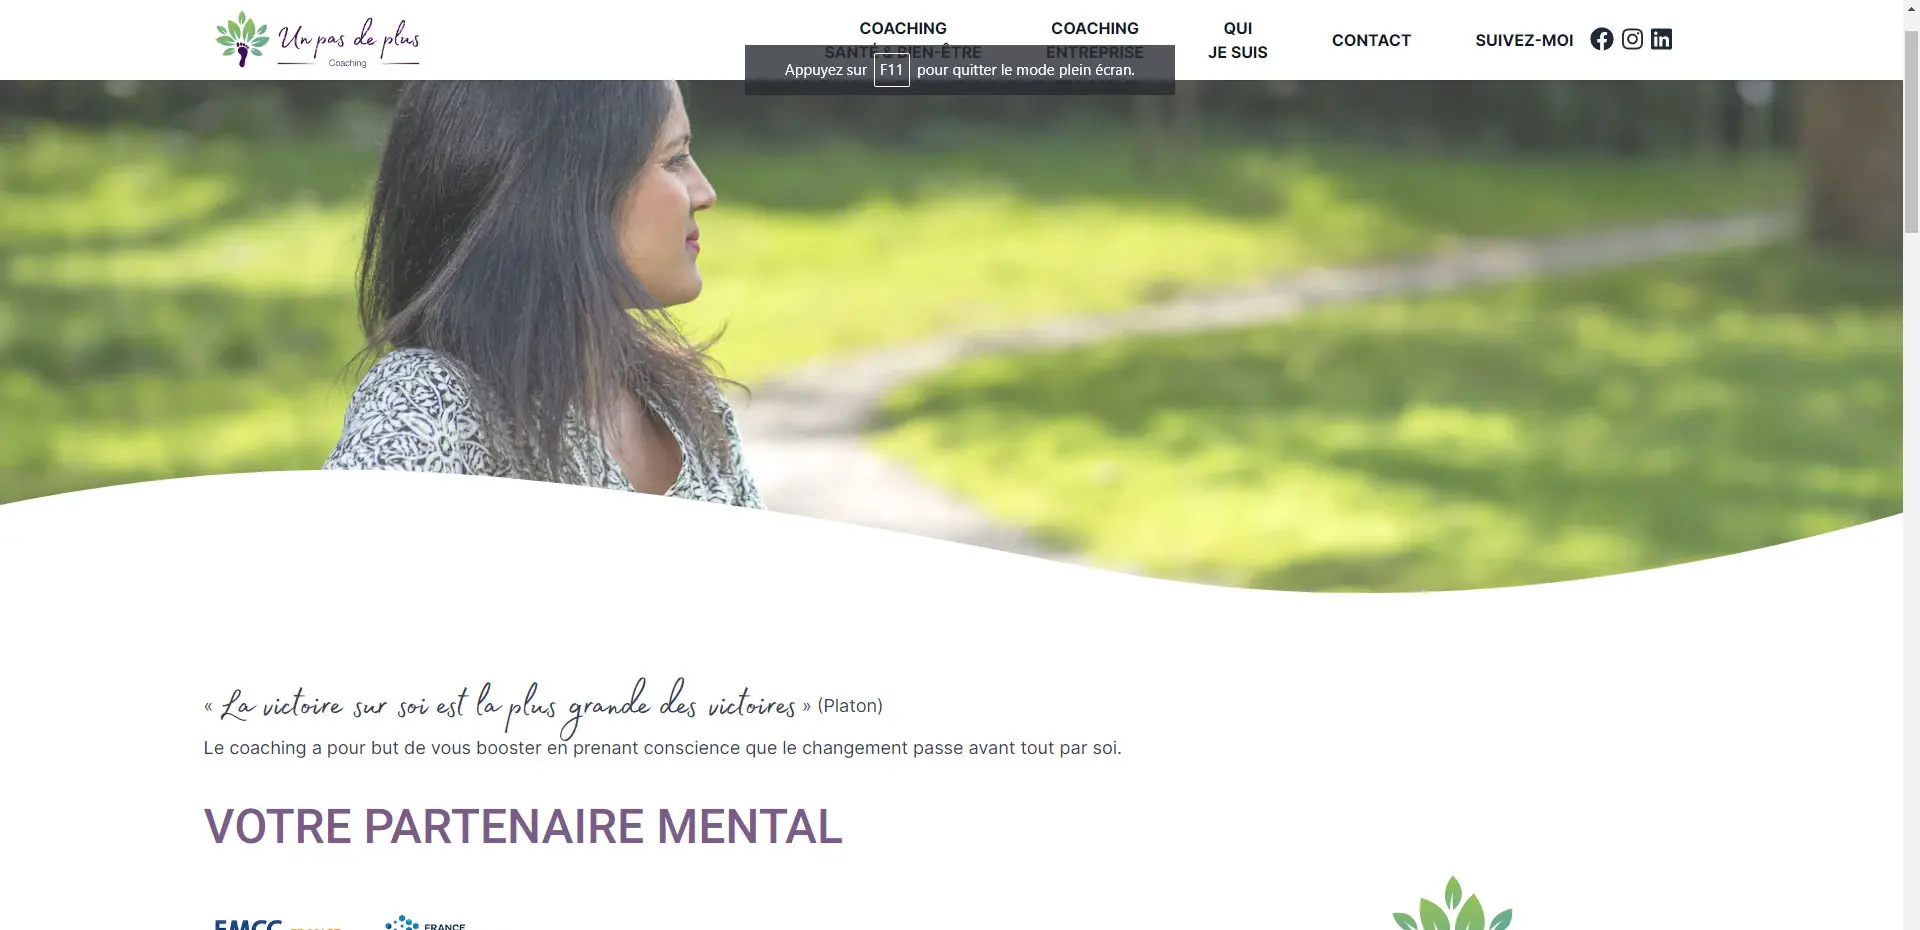 Un pas de plus
Coaching
COACHING
SANTÉ & BIEN-ÊTRE
COACHING
ENTREPRISE
QUI
JE SUIS
CONTACT
SUIVEZ-MOI
Appuyez sur F11 pour quitter le mode plein écran.
« La victoire sur soi est la plus grande des victoires » (Platon)
Le coaching a pour but de vous booster en prenant conscience que le changement passe avant tout par soi.
VOTRE PARTENAIRE MENTAL
EMCC FRANCE
FRANCE